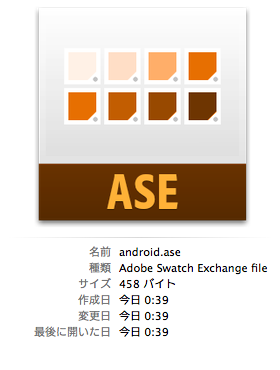 ASE
名前 android.ase
種類 Adobe Swatch Exchange file
サイズ 458 バイト
作成日 今日 0:39
変更日 今日 0:39
最後に開いた日 今日 0:39